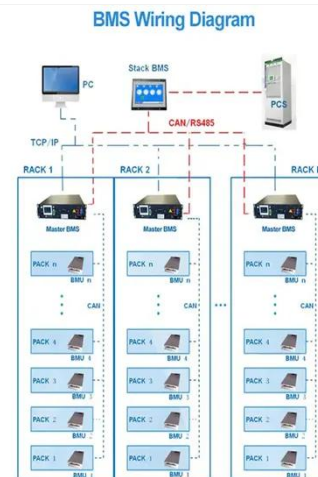 BMS Wiring Diagram
PC
Stack BMS
PCS
CAN/RS485
TCP/IP
RACK 1
RACK 2
RACK
Master BMS
Master BMS
Master BMS
PACK n
BMU n
PACK n
BMU n
PACK n
BMU n
CAN
CAN
CAN
PACK 4
BMU 4
PACK 4
BMU 4
PACK 4
BMU 4
PACK 3
BMU 3
PACK 3
BMU 3
PACK 3
BMU 3
PACK 2
BMU 2
PACK 2
BMU 2
PACK 2
BMU 2
PACK 1
BMU 1
PACK 1
BMU 1
PACK 1
BMU 1